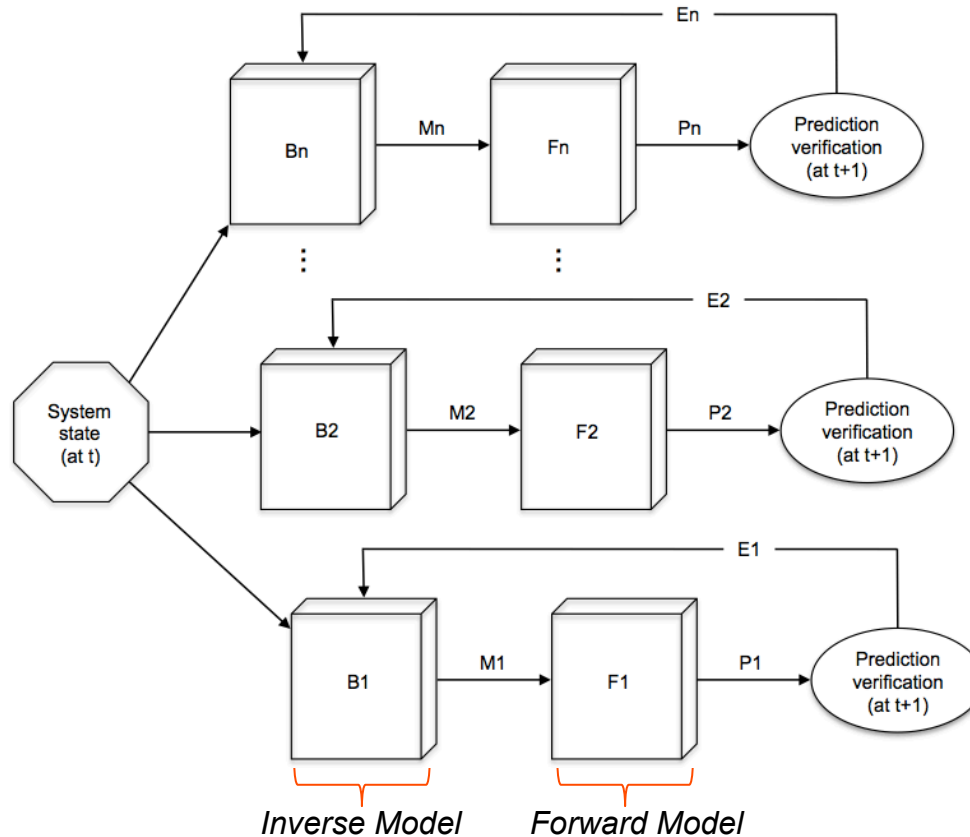 En
Bn
Mn
Fn
Pn
Prediction
verification
(at t+1)
⋮
⋮
E2
System
state
(at t)
B2
M2
F2
P2
Prediction
verification
(at t+1)
E1
B1
M1
F1
P1
Prediction
verification
(at t+1)
Inverse Model
Forward Model